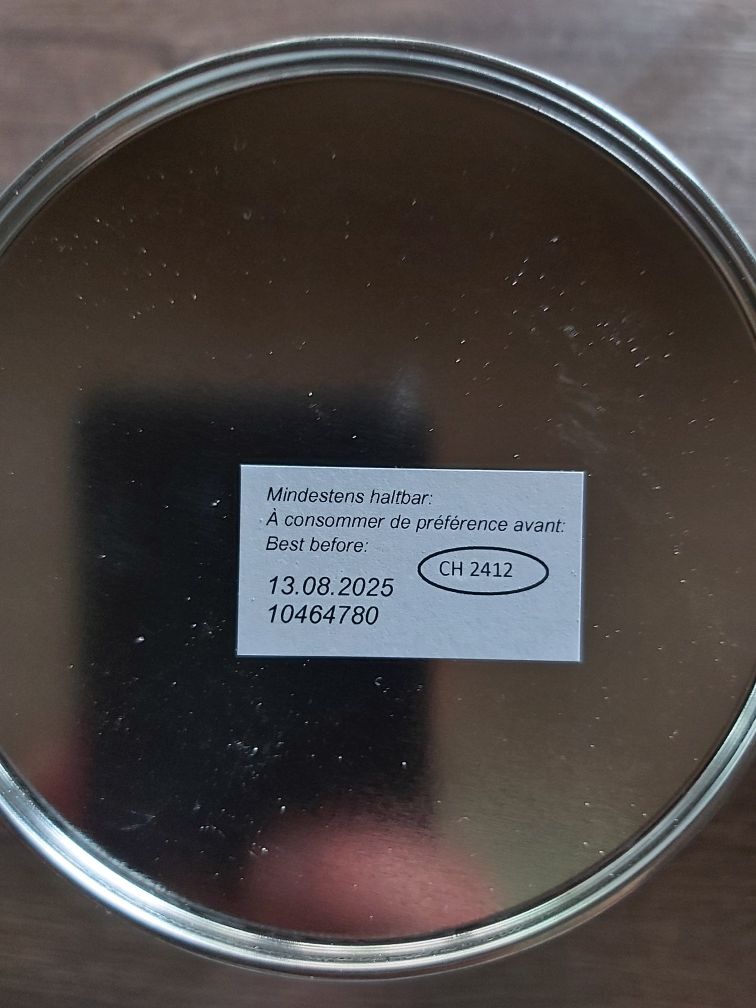 Mindestens haltbar:
À consommer de préférence avant:
Best before:
CH 2412
13.08.2025
10464780